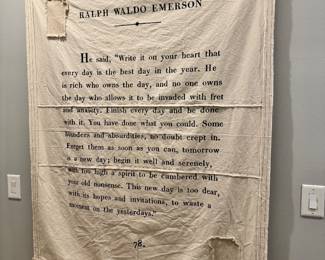 RALPH WALDO EMERSON
He said, "Write it on your heart that
every day is the best day in the year. He
is rich who owns the day, and no one owns
the day who allows it to be invaded with fret
and anxiety. Finish every day and be done
with it. You have done what you could. Some
blunders and absurdities, no doubt crept in.
Forget them as soon as you can, tomorrow
is a new day; begin it well and serenely,
with too high a spirit to be cumbered with
your old nonsense. This new day is too dear,
with its hopes and invitations, to waste a
moment on the yesterdays."
78.